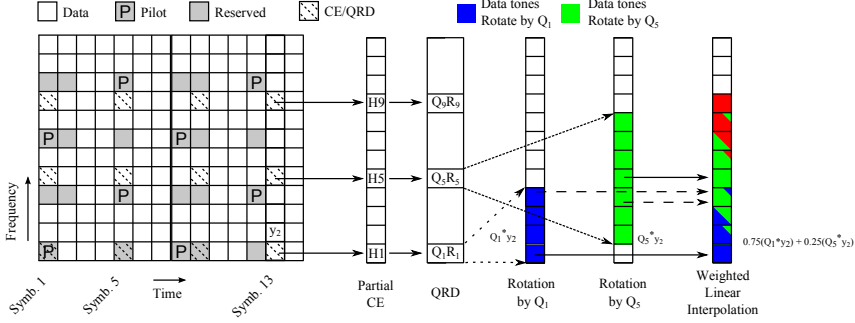 Data
P Pilot
Reserved
CE/QRD
Data tones
Rotate by Q1
Data tones
Rotate by Q5
P
P
P
P
P
P
P
P
y2
Frequency
Time
Symb. 1
Symb. 5
Symb. 13
H9
H5
H1
Q9R9
Q5R5
Q1R1
Q1*y2
Q5*y2
0.75(Q1*y2) + 0.25(Q5*y2)
Partial
CE
QRD
Rotation
by Q1
Rotation
by Q5
Weighted
Linear
Interpolation